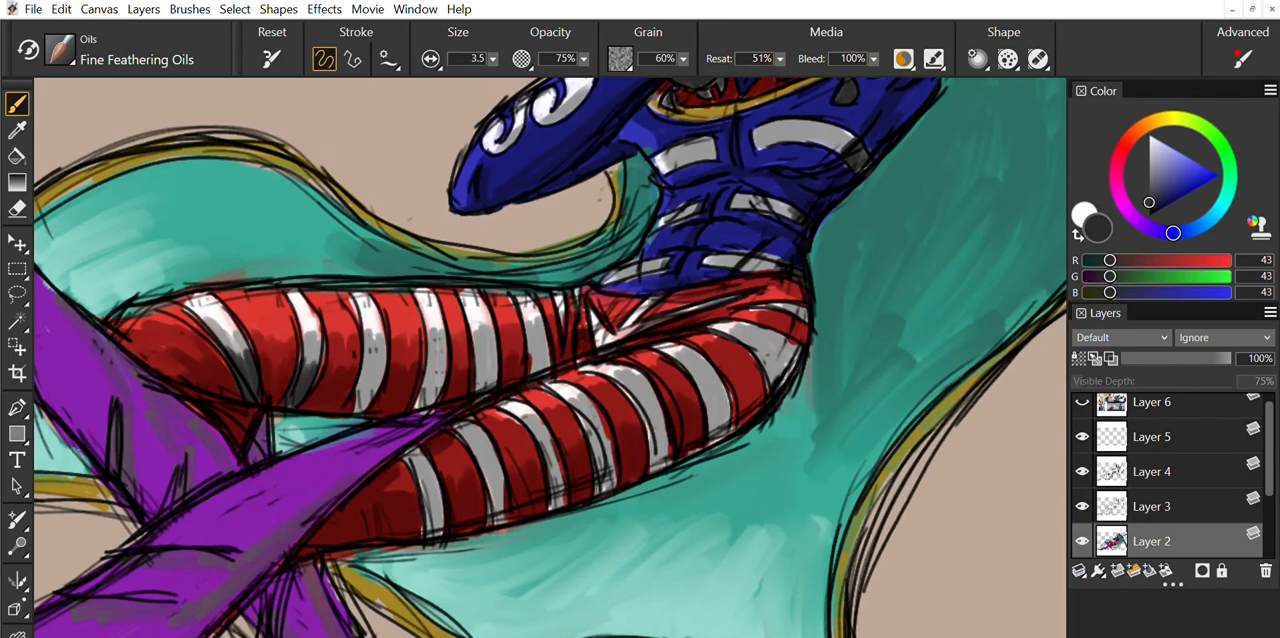 File Edit Canvas Layers Brushes Select Shapes Effects Movie Window Help
Oils
Fine Feathering Oils
Reset Stroke Size Opacity Grain Media Shape Advanced
3.5 75% 60% Resat: 51% Bleed: 100%
Color
R 43
G 43
B 43
Layers
Default Ignore
100%
Visible Depth: 75%
Layer 6
Layer 5
Layer 4
Layer 3
Layer 2
T